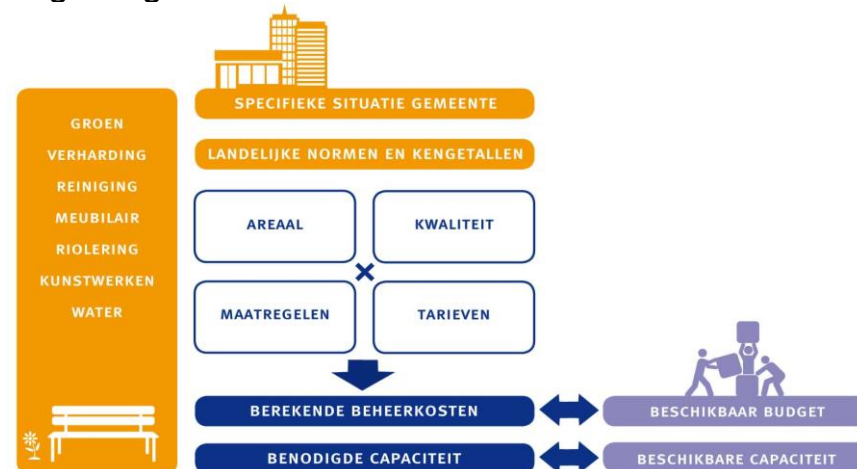 GROEN
VERHARDING
REINIGING
MEUBILAIR
RIOLERING
KUNSTWERKEN
WATER
SPECIFIEKE SITUATIE GEMEENTE
LANDELIJKE NORMEN EN KENGETALLEN
AREAAL
KWALITEIT
×
MAATREGELEN
TARIEVEN
BEREKENDE BEHEERKOSTEN
BESCHIKBAAR BUDGET
BENODIGDE CAPACITEIT
BESCHIKBARE CAPACITEIT